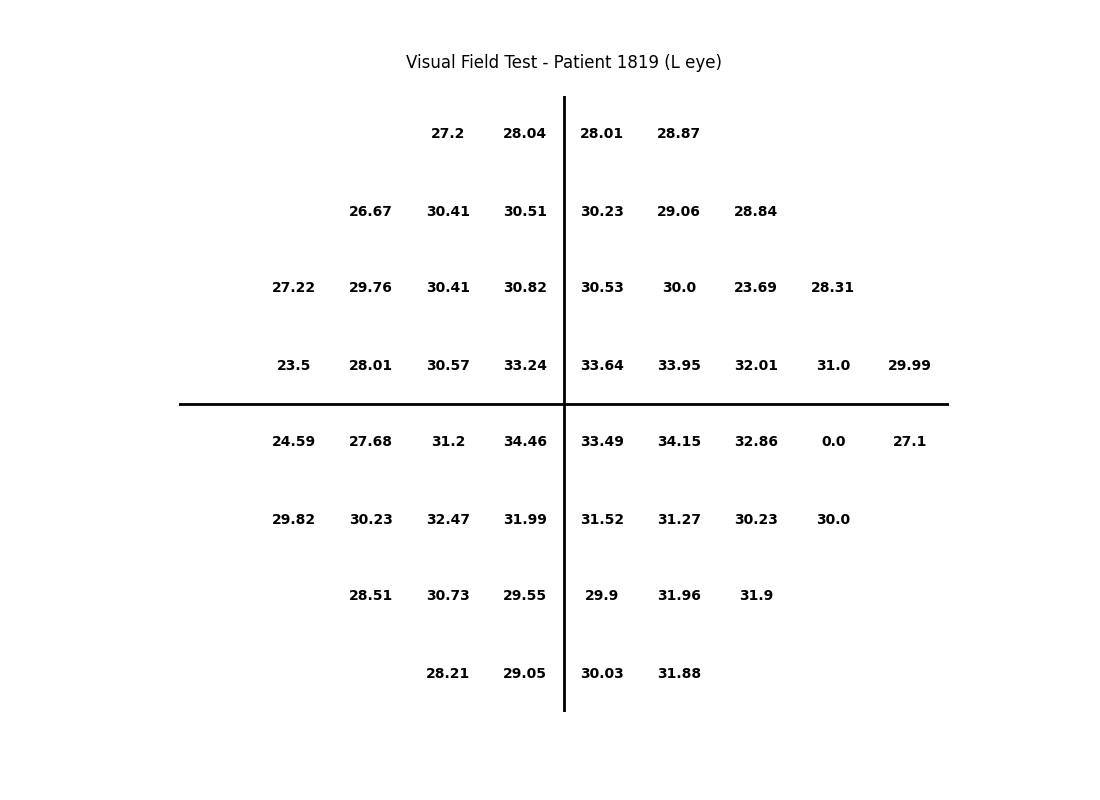 Visual Field Test - Patient 1819 (L eye)
27.2 28.04 28.01 28.87
26.67 30.41 30.51 30.23 29.06 28.84
27.22 29.76 30.41 30.82 30.53 30.0 23.69 28.31
23.5 28.01 30.57 33.24 33.64 33.95 32.01 31.0 29.99
24.59 27.68 31.2 34.46 33.49 34.15 32.86 0.0 27.1
29.82 30.23 32.47 31.99 31.52 31.27 30.23 30.0
28.51 30.73 29.55 29.9 31.96 31.9
28.21 29.05 30.03 31.88